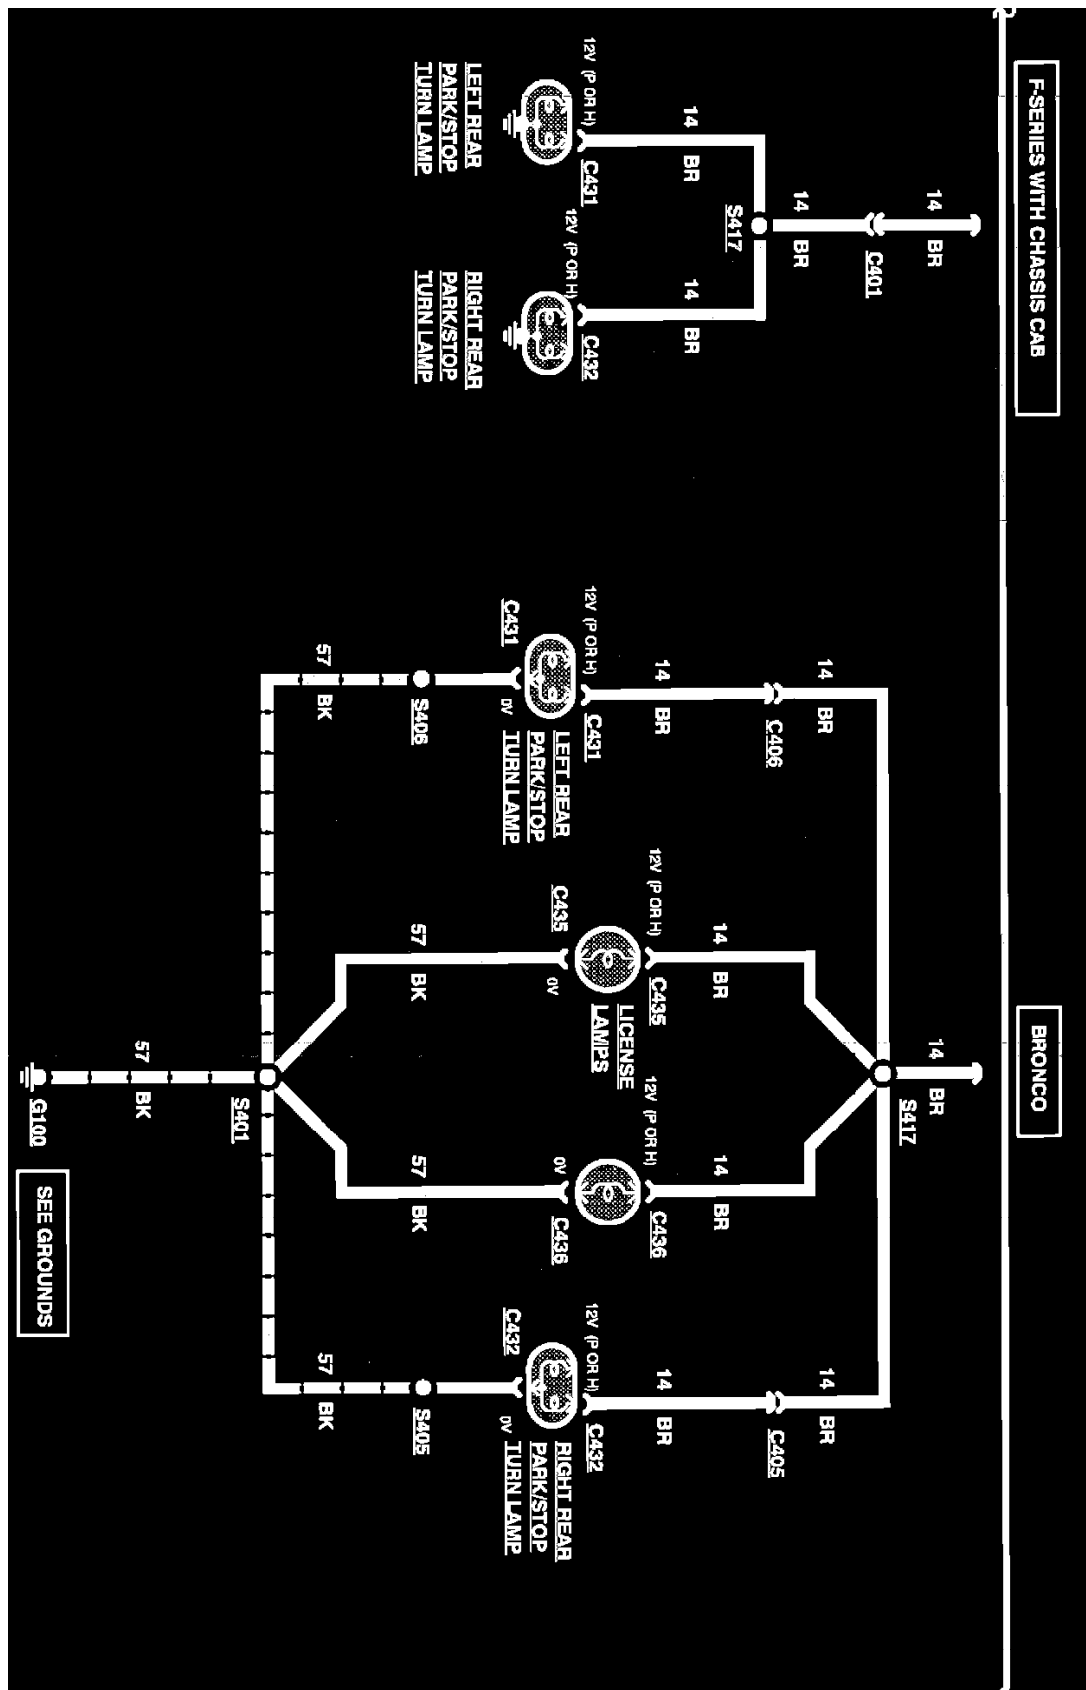 F-SERIES WITH CHASSIS CAB
BRONCO
14
BR
C401
14
BR
S417
14
BR
14
BR
12V (P OR H)
C431
12V (P OR H)
C432
LEFT REAR
PARK/STOP
TURN LAMP
RIGHT REAR
PARK/STOP
TURN LAMP
14
BR
S417
14
BR
C406
14
BR
14
BR
14
BR
14
BR
C405
14
BR
12V (P OR H)
C431
12V (P OR H)
C435
12V (P OR H)
C436
12V (P OR H)
C432
LEFT REAR
PARK/STOP
TURN LAMP
LICENSE
LAMPS
RIGHT REAR
PARK/STOP
TURN LAMP
C431
0V
C435
0V
0V
C436
C432
0V
S406
57
BK
57
BK
57
BK
S405
57
BK
S401
57
BK
G100
SEE GROUNDS